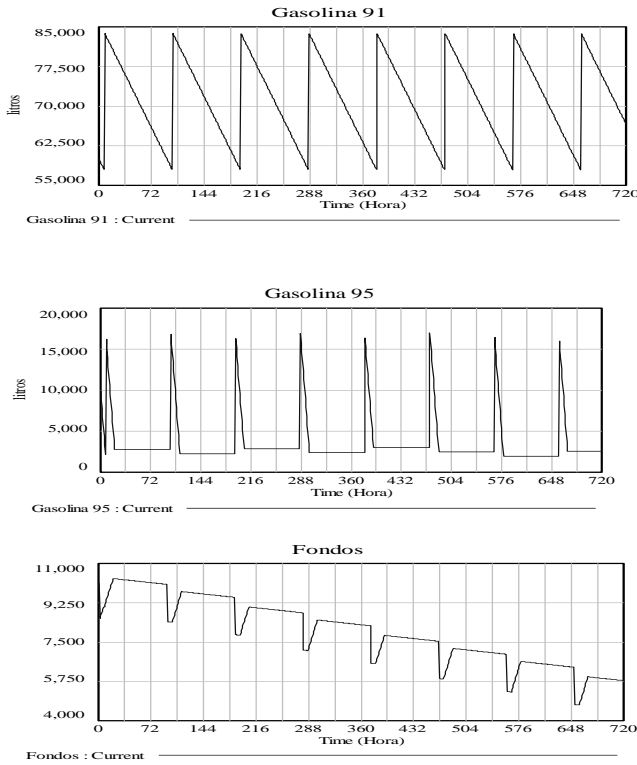 Gasolina 91
85,000
77,500
70,000
62,500
55,000
litros
0 72 144 216 288 360 432 504 576 648 720
Time (Hora)
Gasolina 91 : Current
Gasolina 95
20,000
15,000
10,000
5,000
0
litros
0 72 144 216 288 360 432 504 576 648 720
Time (Hora)
Gasolina 95 : Current
Fondos
11,000
9,250
7,500
5,750
4,000
0 72 144 216 288 360 432 504 576 648 720
Time (Hora)
Fondos : Current